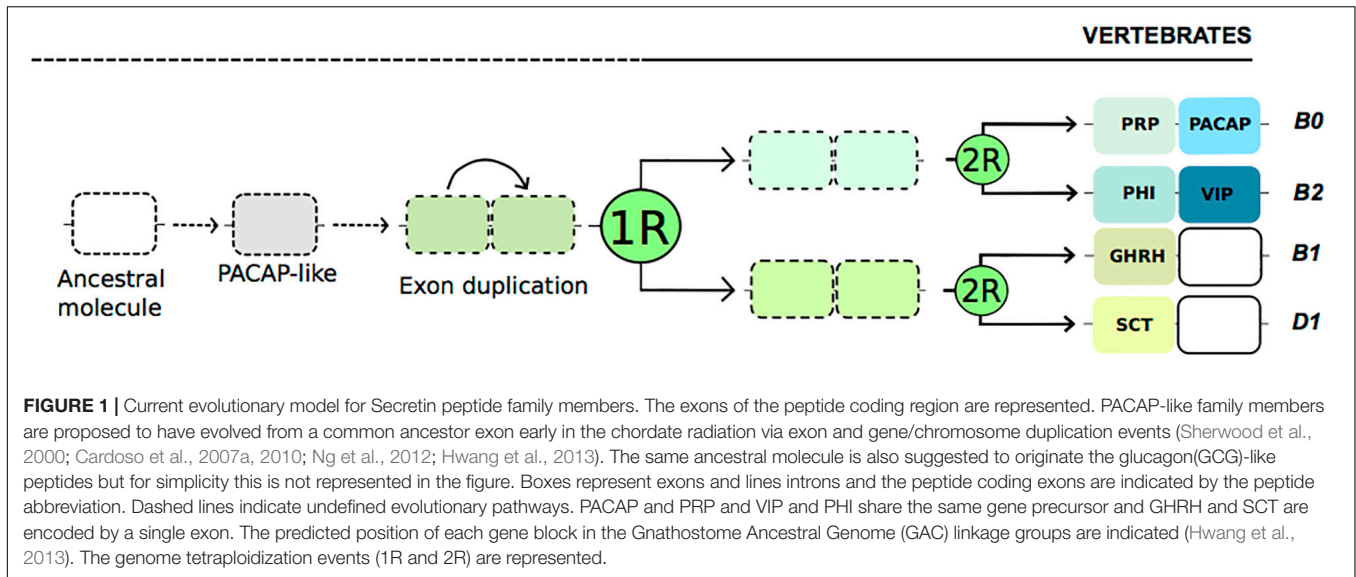 VERTEBRATES
PRP PACAP B0
2R
PHI VIP B2
1R
GHRH B1
2R
SCT D1
Ancestral
molecule
PACAP-like
Exon duplication
FIGURE 1 | Current evolutionary model for Secretin peptide family members. The exons of the peptide coding region are represented. PACAP-like family members
are proposed to have evolved from a common ancestor exon early in the chordate radiation via exon and gene/chromosome duplication events (Sherwood et al.,
2000; Cardoso et al., 2007a, 2010; Ng et al., 2012; Hwang et al., 2013). The same ancestral molecule is also suggested to originate the glucagon(GCG)-like
peptides but for simplicity this is not represented in the figure. Boxes represent exons and lines introns and the peptide coding exons are indicated by the peptide
abbreviation. Dashed lines indicate undefined evolutionary pathways. PACAP and PRP and VIP and PHI share the same gene precursor and GHRH and SCT are
encoded by a single exon. The predicted position of each gene block in the Gnathostome Ancestral Genome (GAC) linkage groups are indicated (Hwang et al.,
2013). The genome tetraploidization events (1R and 2R) are represented.